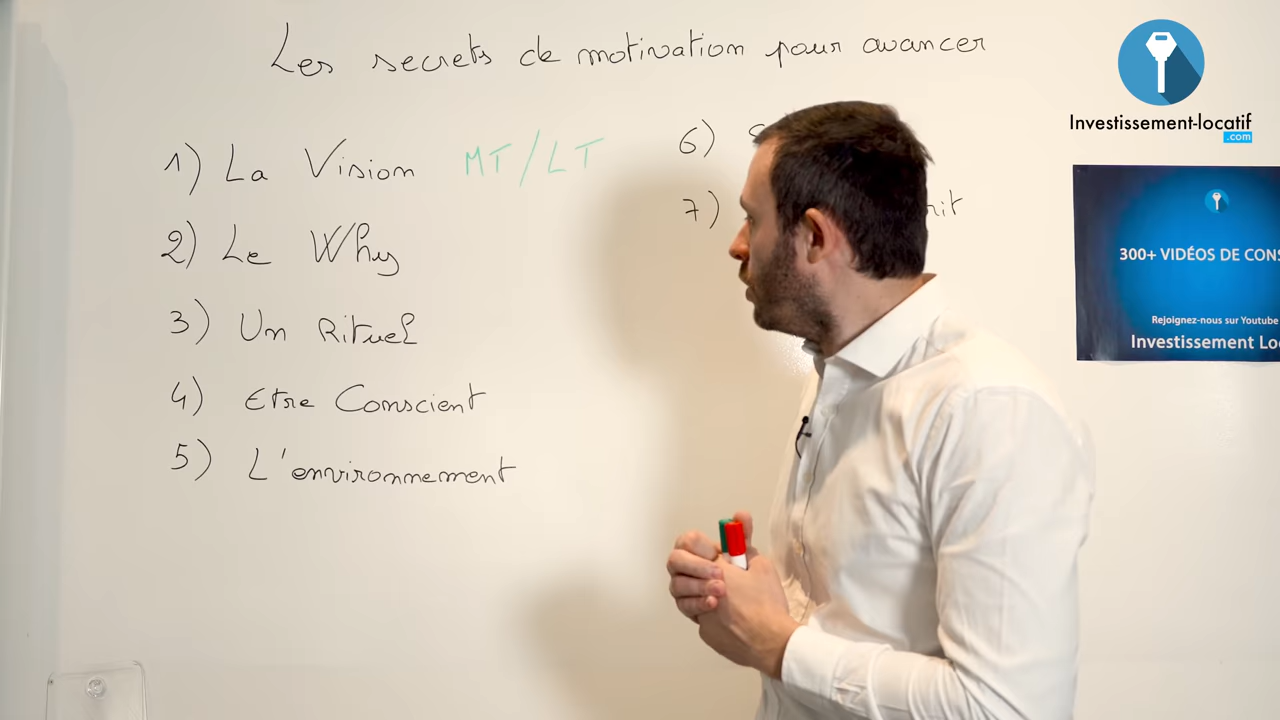 Les secrets de motivation pour avancer
1) La Vision MT/LT
2) Le Why
3) Un Rituel
4) Etre Conscient
5) L'environnement
6)
7)
Investissement-locatif
.com
300+ VIDÉOS DE CONS
Rejoignez-nous sur Youtube
Investissement Lo